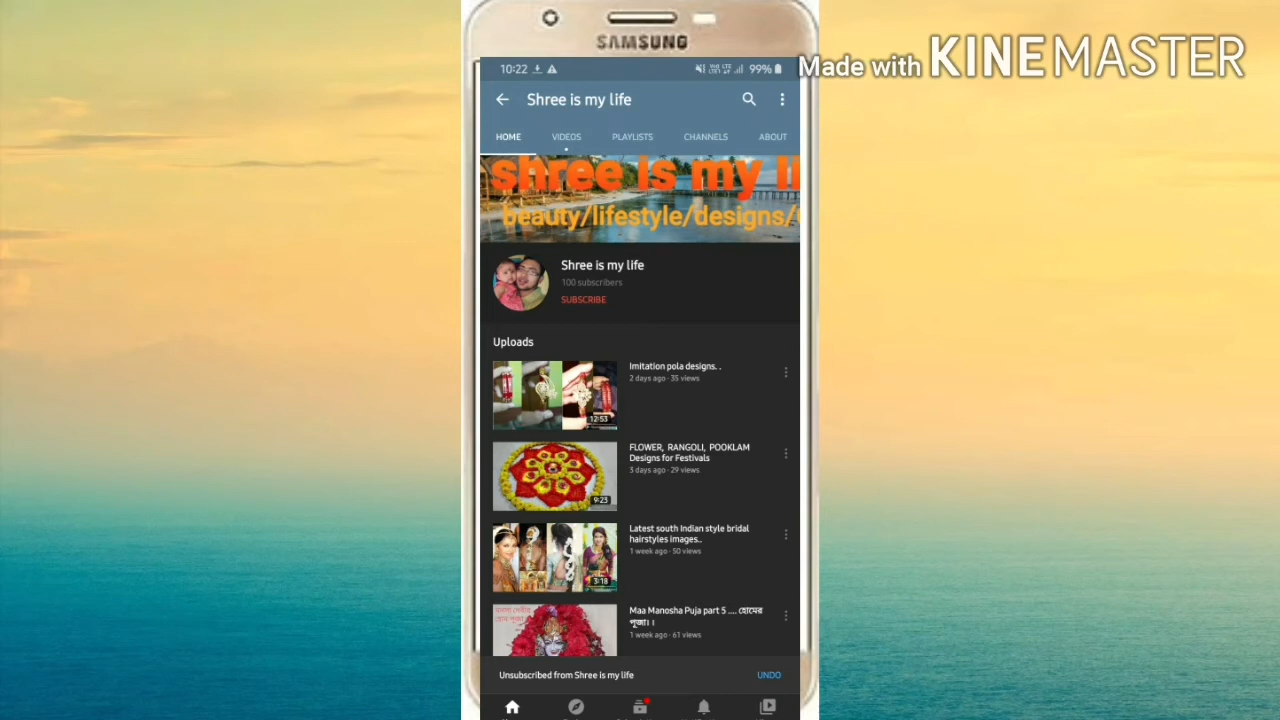 Made with KINEMASTER
SAMSUNG
10:22 99%
Shree is my life
HOME VIDEOS PLAYLISTS CHANNELS ABOUT
shree is my li
beauty/lifestyle/designs/
Shree is my life
100 subscribers
SUBSCRIBE
Uploads
Imitation pola designs. .
2 days ago · 35 views
12:53
FLOWER, RANGOLI, POOKLAM
Designs for Festivals
3 days ago · 29 views
9:23
Latest south Indian style bridal
hairstyles images..
1 week ago · 50 views
3:18
Maa Manosha Puja part 5 .... হোমের
পূজা। ।
1 week ago · 61 views
Unsubscribed from Shree is my life UNDO